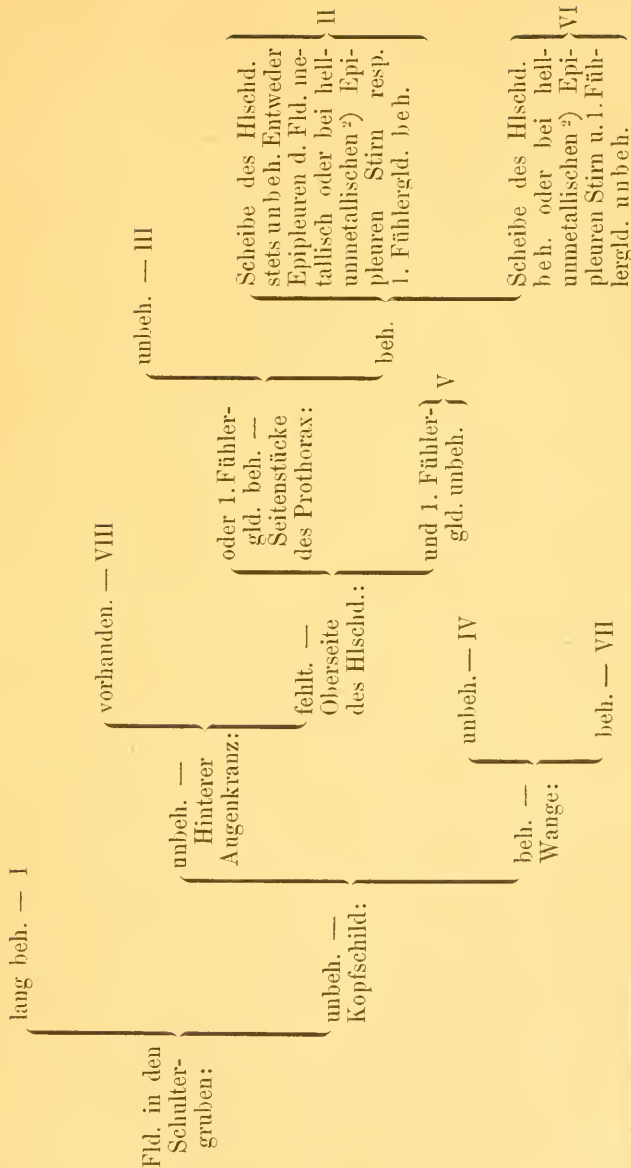 Fld. in den
Schulter-
gruben:
lang beh. — I
unbeh. —
Kopfschild:
unbeh. —
Hinterer
Augenkranz:
vorhanden. — VIII
fehlt. —
Oberseite
des Hlschd.:
oder 1. Fühler-
gld. beh. —
Seitenstücke
des Prothorax:
unbeh. — III
beh.
Scheibe des Hlschd.
stets unbeh. Entweder
Epipleuren d. Fld. me-
tallisch oder bei hell-
unmetallischen ²) Epi-
pleuren Stirn resp.
1. Fühlergld. beh.
II
Scheibe des Hlschd.
beh. oder bei hell-
unmetallischen ²) Epi-
pleuren Stirn u. 1. Füh-
lergld. unbeh.
VI
und 1. Fühler-
gld. unbeh.
V
beh. —
Wange:
unbeh. — IV
beh. — VII